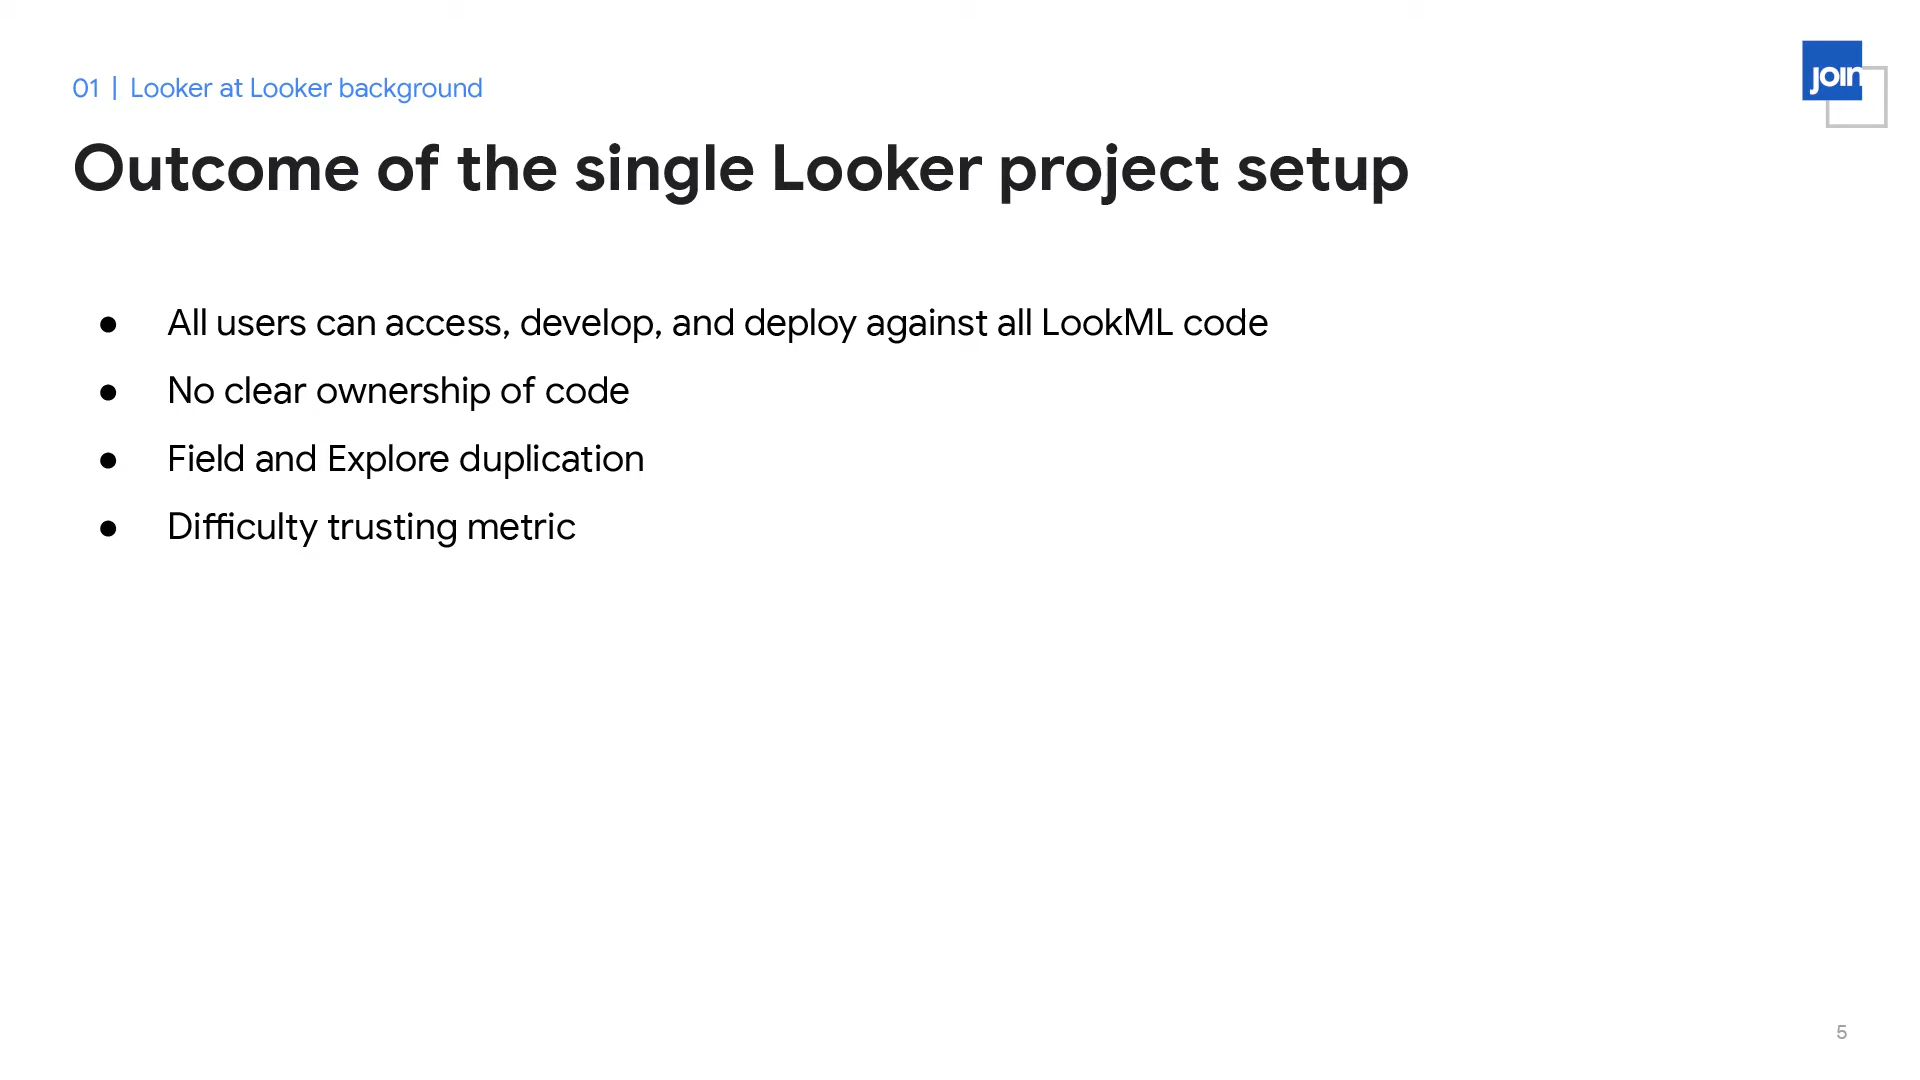 01 | Looker at Looker background
join
Outcome of the single Looker project setup
● All users can access, develop, and deploy against all LookML code
● No clear ownership of code
● Field and Explore duplication
● Difficulty trusting metric
5